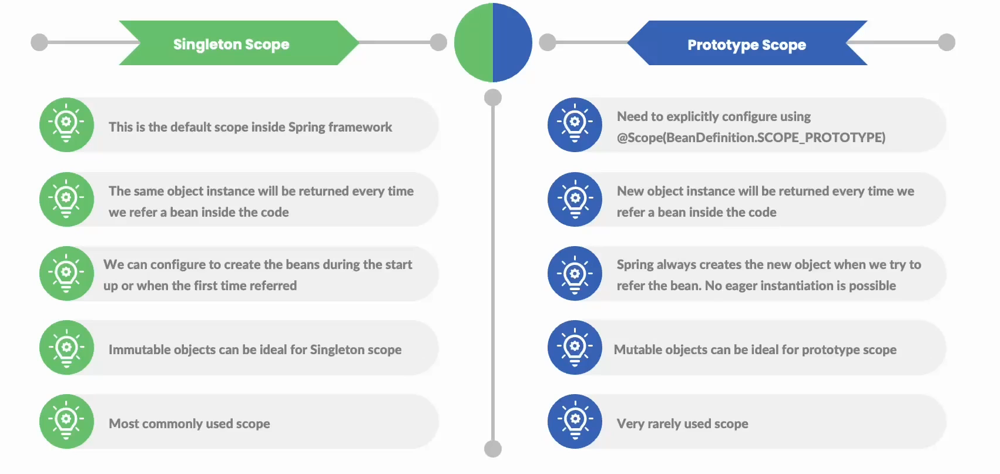 Singleton Scope
Prototype Scope
This is the default scope inside Spring framework
The same object instance will be returned every time
we refer a bean inside the code
We can configure to create the beans during the start
up or when the first time referred
Immutable objects can be ideal for Singleton scope
Most commonly used scope
Need to explicitly configure using
@Scope(BeanDefinition.SCOPE_PROTOTYPE)
New object instance will be returned every time we
refer a bean inside the code
Spring always creates the new object when we try to
refer the bean. No eager instantiation is possible
Mutable objects can be ideal for prototype scope
Very rarely used scope